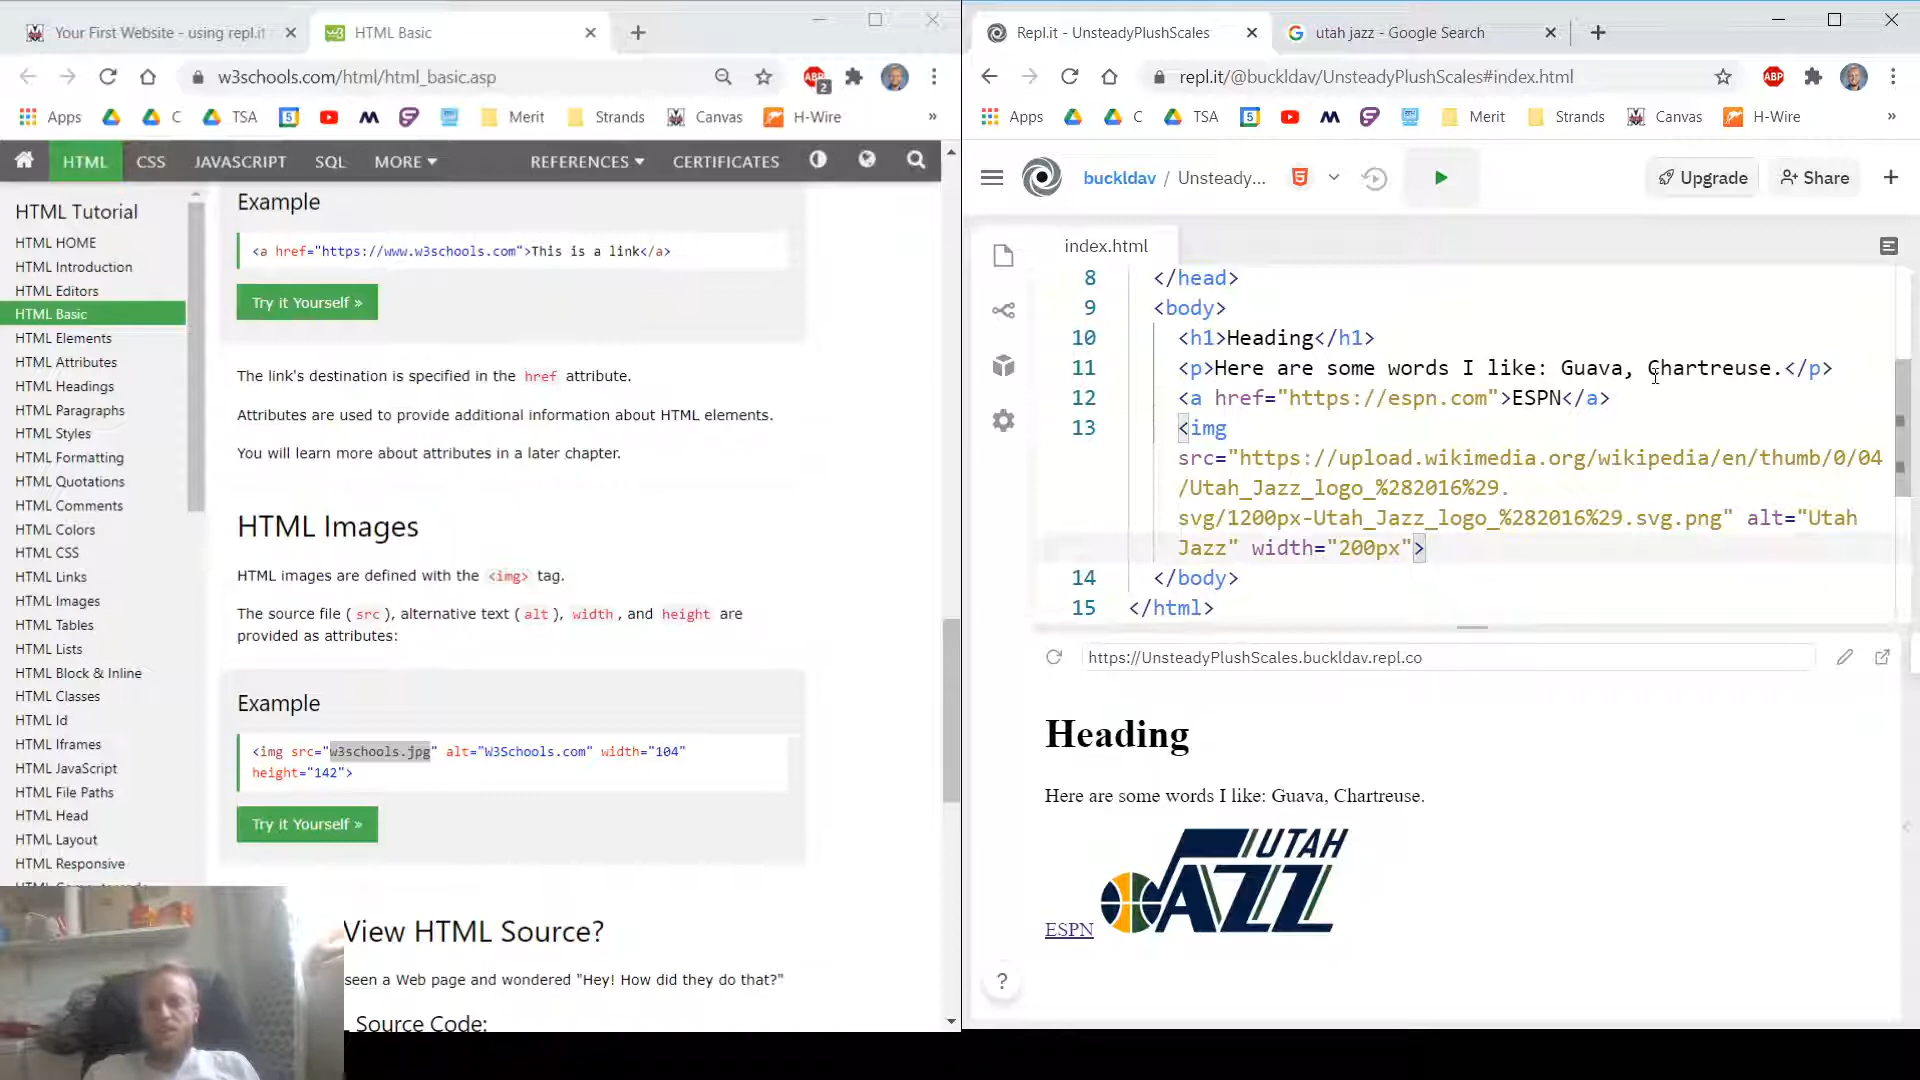 Your First Website - using repl.it
HTML Basic
w3schools.com/html/html_basic.asp
2
Apps
C
TSA
5
Merit
Strands
Canvas
H-Wire
»
HTML
CSS
JAVASCRIPT
SQL
MORE
REFERENCES
CERTIFICATES
HTML Tutorial
HTML HOME
HTML Introduction
HTML Editors
HTML Basic
HTML Elements
HTML Attributes
HTML Headings
HTML Paragraphs
HTML Styles
HTML Formatting
HTML Quotations
HTML Comments
HTML Colors
HTML CSS
HTML Links
HTML Images
HTML Tables
HTML Lists
HTML Block & Inline
HTML Classes
HTML Id
HTML Iframes
HTML JavaScript
HTML File Paths
HTML Head
HTML Layout
HTML Responsive
Example
<a href="https://www.w3schools.com">This is a link</a>
Try it Yourself »
The link's destination is specified in the href attribute.
Attributes are used to provide additional information about HTML elements.
You will learn more about attributes in a later chapter.
HTML Images
HTML images are defined with the <img> tag.
The source file (src), alternative text (alt), width, and height are
provided as attributes:
Example
<img src="w3schools.jpg" alt="W3Schools.com" width="104"
height="142">
Try it Yourself »
View HTML Source?
seen a Web page and wondered "Hey! How did they do that?"
Source Code:
Repl.it - UnsteadyPlushScales
utah jazz - Google Search
repl.it/@buckldav/UnsteadyPlushScales#index.html
ABP
Apps
C
TSA
5
Merit
Strands
Canvas
H-Wire
»
buckldav / Unsteady...
Upgrade
Share
index.html
8 </head>
9 <body>
10 <h1>Heading</h1>
11 <p>Here are some words I like: Guava, Chartreuse.</p>
12 <a href="https://espn.com">ESPN</a>
13 <img
src="https://upload.wikimedia.org/wikipedia/en/thumb/0/04
/Utah_Jazz_logo_%282016%29.
svg/1200px-Utah_Jazz_logo_%282016%29.svg.png" alt="Utah
Jazz" width="200px">
14 </body>
15 </html>
https://UnsteadyPlushScales.buckldav.repl.co
Heading
Here are some words I like: Guava, Chartreuse.
ESPN
UTAH
JAZZ
?